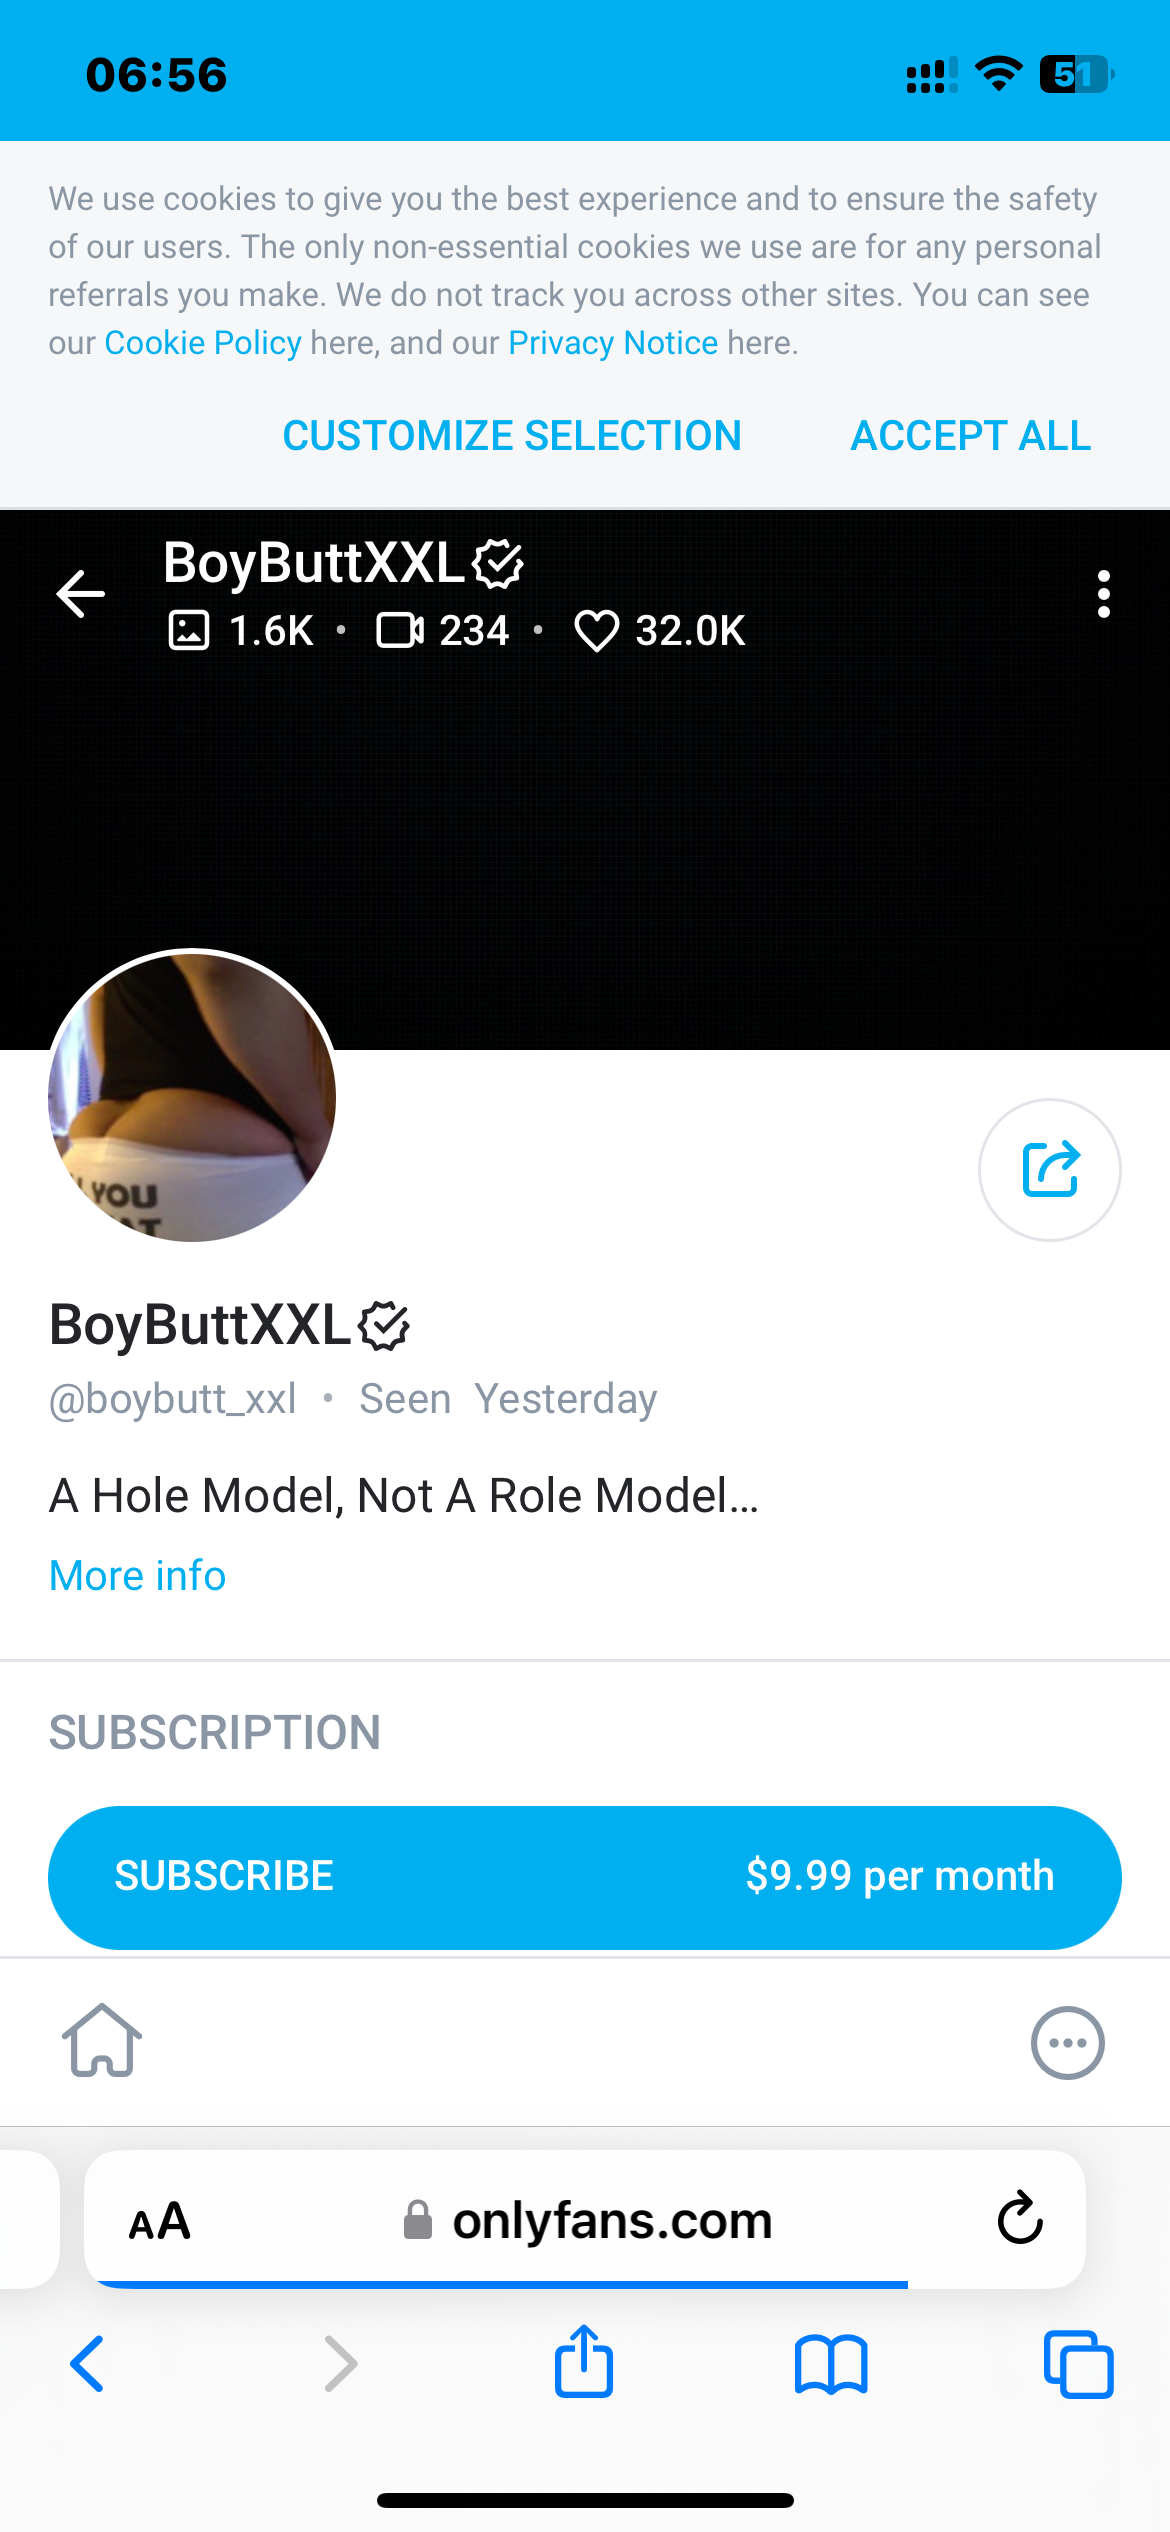 06:56
51
We use cookies to give you the best experience and to ensure the safety
of our users. The only non-essential cookies we use are for any personal
referrals you make. We do not track you across other sites. You can see
our Cookie Policy here, and our Privacy Notice here.
CUSTOMIZE SELECTION ACCEPT ALL
BoyButtXXL
1.6K • 234 • 32.0K
YOU
AT
BoyButtXXL
@boybutt_xxl • Seen Yesterday
A Hole Model, Not A Role Model...
More info
SUBSCRIPTION
SUBSCRIBE $9.99 per month
AA onlyfans.com